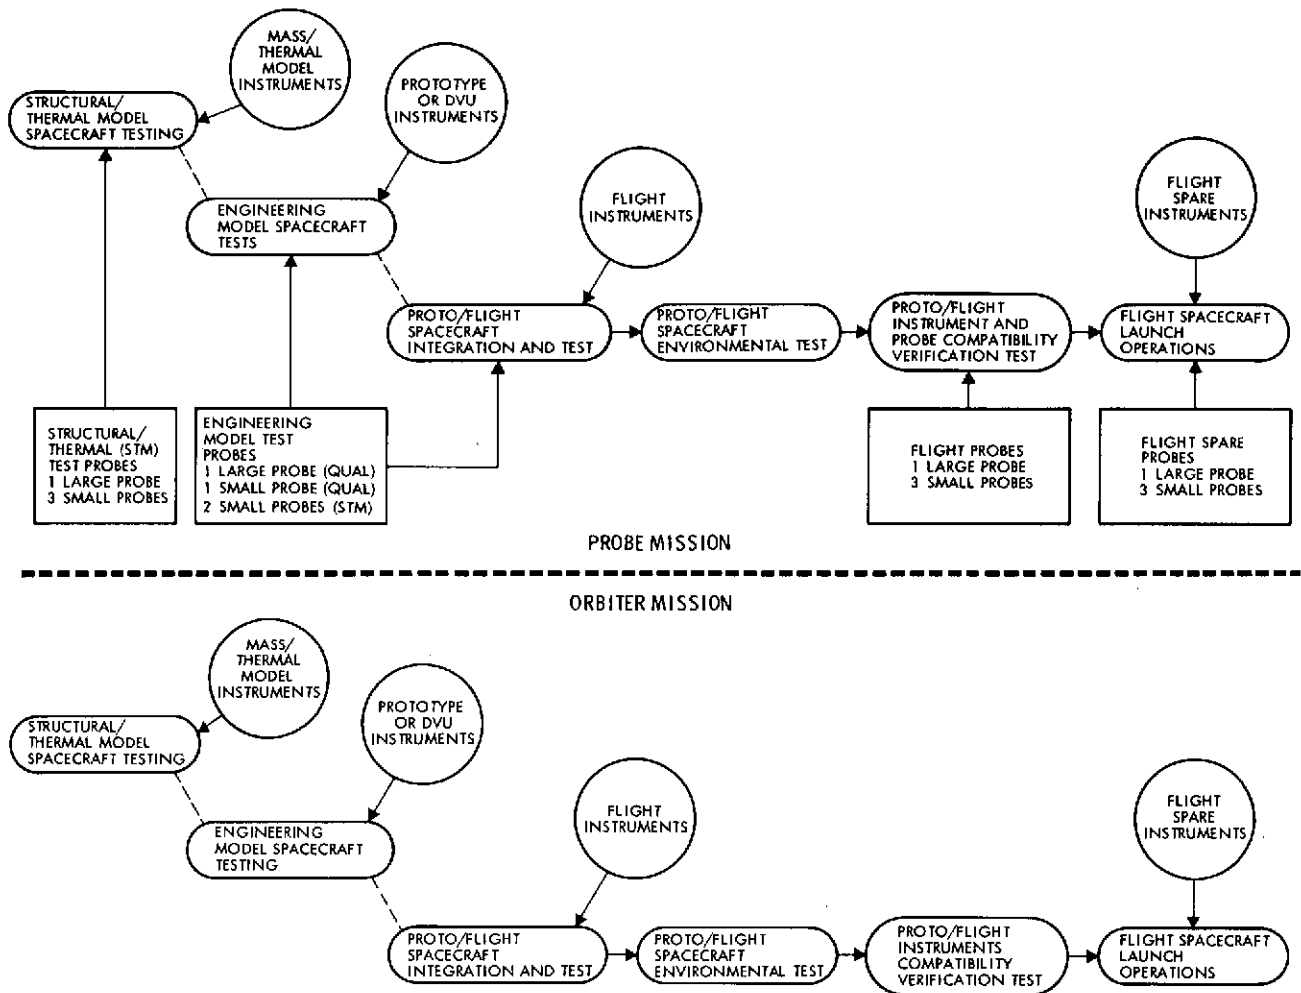 MASS/
THERMAL
MODEL
INSTRUMENTS
STRUCTURAL/
THERMAL MODEL
SPACECRAFT TESTING
PROTOTYPE
OR DVU
INSTRUMENTS
ENGINEERING
MODEL SPACECRAFT
TESTS
FLIGHT
INSTRUMENTS
FLIGHT
SPARE
INSTRUMENTS
PROTO/FLIGHT
SPACECRAFT
INTEGRATION AND TEST
PROTO/FLIGHT
SPACECRAFT
ENVIRONMENTAL TEST
PROTO/FLIGHT
INSTRUMENT AND
PROBE COMPATIBILITY
VERIFICATION TEST
FLIGHT SPACECRAFT
LAUNCH
OPERATIONS
STRUCTURAL/
THERMAL (STM)
TEST PROBES
1 LARGE PROBE
3 SMALL PROBES
ENGINEERING
MODEL TEST
PROBES
1 LARGE PROBE (QUAL)
1 SMALL PROBE (QUAL)
2 SMALL PROBES (STM)
FLIGHT PROBES
1 LARGE PROBE
3 SMALL PROBES
FLIGHT SPARE
PROBES
1 LARGE PROBE
3 SMALL PROBES
PROBE MISSION
ORBITER MISSION
MASS/
THERMAL
MODEL
INSTRUMENTS
STRUCTURAL/
THERMAL MODEL
SPACECRAFT TESTING
PROTOTYPE
OR DVU
INSTRUMENTS
ENGINEERING
MODEL SPACECRAFT
TESTING
FLIGHT
INSTRUMENTS
FLIGHT
SPARE
INSTRUMENTS
PROTO/FLIGHT
SPACECRAFT
INTEGRATION AND TEST
PROTO/FLIGHT
SPACECRAFT
ENVIRONMENTAL TEST
PROTO/FLIGHT
INSTRUMENTS
COMPATIBILITY
VERIFICATION TEST
FLIGHT SPACECRAFT
LAUNCH
OPERATIONS